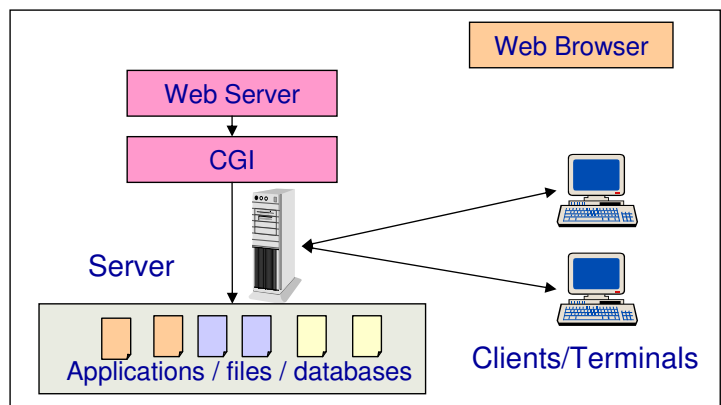 Web Browser
Web Server
CGI
Server
Applications / files / databases
Clients/Terminals